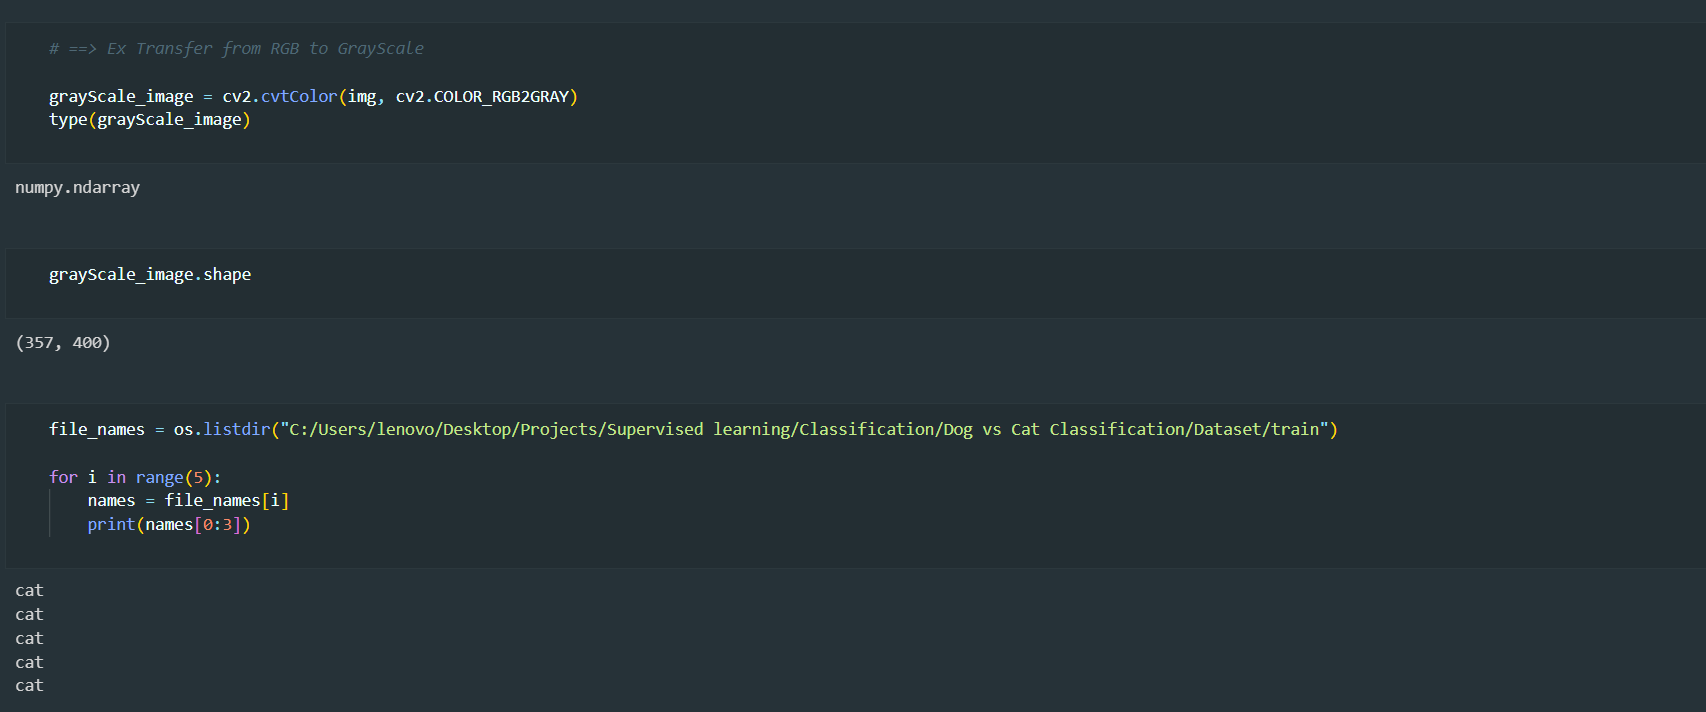 # ==> Ex Transfer from RGB to GrayScale
grayScale_image = cv2.cvtColor(img, cv2.COLOR_RGB2GRAY)
type(grayScale_image)
numpy.ndarray
grayScale_image.shape
(357, 400)
file_names = os.listdir("C:/Users/lenovo/Desktop/Projects/Supervised learning/Classification/Dog vs Cat Classification/Dataset/train")
for i in range(5):
    names = file_names[i]
    print(names[0:3])
cat
cat
cat
cat
cat